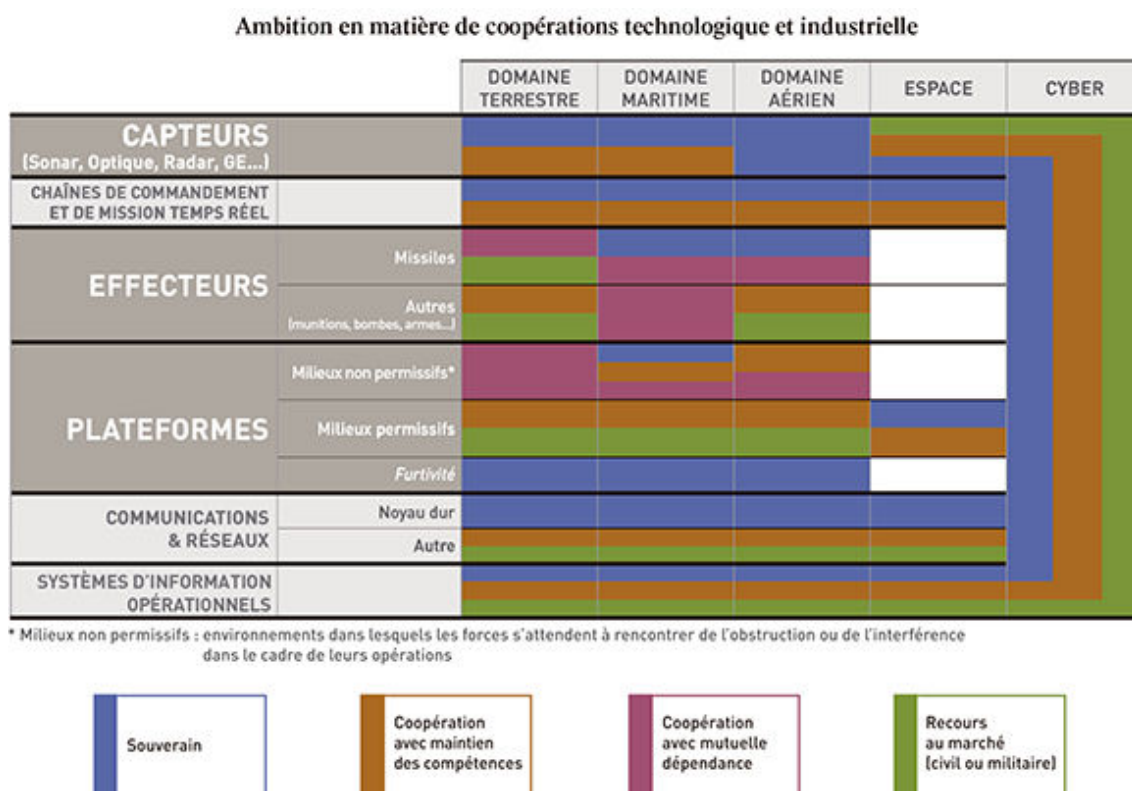 Ambition en matière de coopérations technologique et industrielle
DOMAINE
TERRESTRE
DOMAINE
MARITIME
DOMAINE
AÉRIEN
ESPACE
CYBER
CAPTEURS
(Sonar, Optique, Radar, GE...)
CHAÎNES DE COMMANDEMENT
ET DE MISSION TEMPS RÉEL
EFFECTEURS
Missiles
Autres
(munitions, bombes, armes...)
PLATEFORMES
Milieux non permissifs*
Milieux permissifs
Furtivité
COMMUNICATIONS
& RÉSEAUX
Noyau dur
Autre
SYSTÈMES D'INFORMATION
OPÉRATIONNELS
* Milieux non permissifs : environnements dans lesquels les forces s'attendent à rencontrer de l'obstruction ou de l'interférence
dans le cadre de leurs opérations
Souverain
Coopération
avec maintien
des compétences
Coopération
avec mutuelle
dépendance
Recours
au marché
(civil ou militaire)